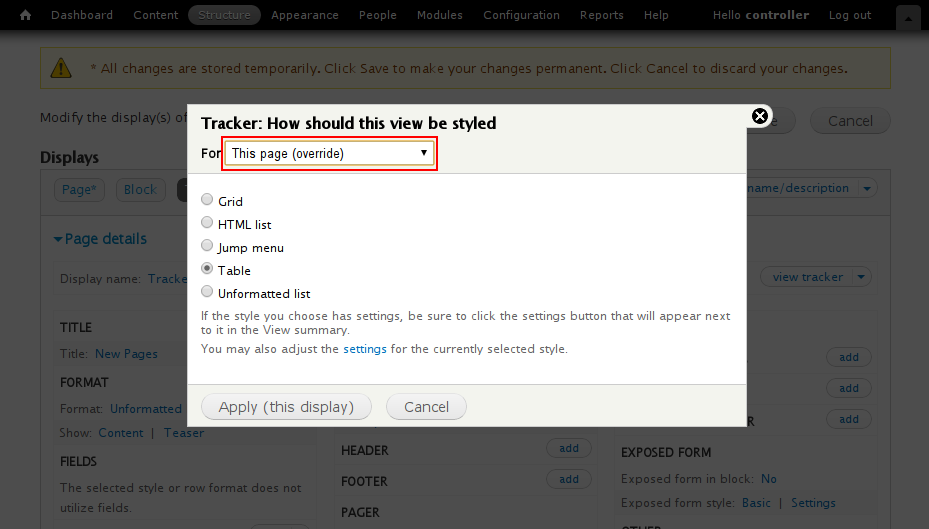 Dashboard Content Structure Appearance People Modules Configuration Reports Help Hello controller Log out
* All changes are stored temporarily. Click Save to make your changes permanent. Click Cancel to discard your changes.
Modify the display(s) of
Cancel
Displays
Page* Block
name/description
Page details
Display name: Tracke
view tracker
TITLE
Title: New Pages
FORMAT
Format: Unformatted
Show: Content | Teaser
FIELDS
The selected style or row format does not
utilize fields.
Tracker: How should this view be styled
For This page (override)
Grid
HTML list
Jump menu
Table
Unformatted list
If the style you choose has settings, be sure to click the settings button that will appear next
to it in the View summary.
You may also adjust the settings for the currently selected style.
Apply (this display) Cancel
HEADER add
FOOTER add
PAGER
add
add
add
EXPOSED FORM
Exposed form in block: No
Exposed form style: Basic | Settings